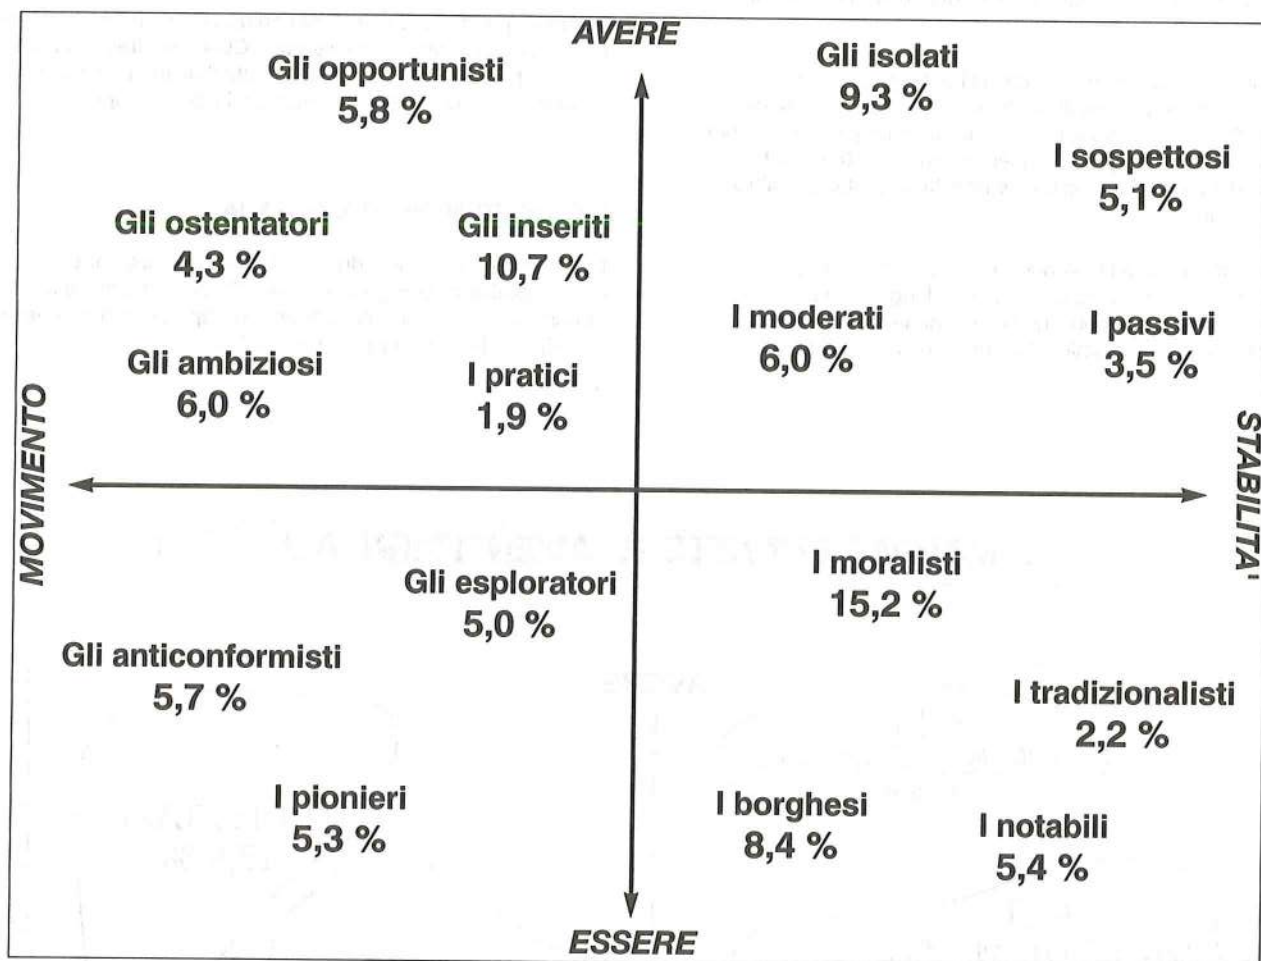 AVERE
Gli opportunisti
5,8 %
Gli isolati
9,3 %
I sospettosi
5,1%
Gli ostentatori
4,3 %
Gli inseriti
10,7 %
I moderati
6,0 %
I passivi
3,5 %
Gli ambiziosi
6,0 %
I pratici
1,9 %
MOVIMENTO
STABILITA'
Gli esploratori
5,0 %
I moralisti
15,2 %
Gli anticonformisti
5,7 %
I tradizionalisti
2,2 %
I pionieri
5,3 %
I borghesi
8,4 %
I notabili
5,4 %
ESSERE